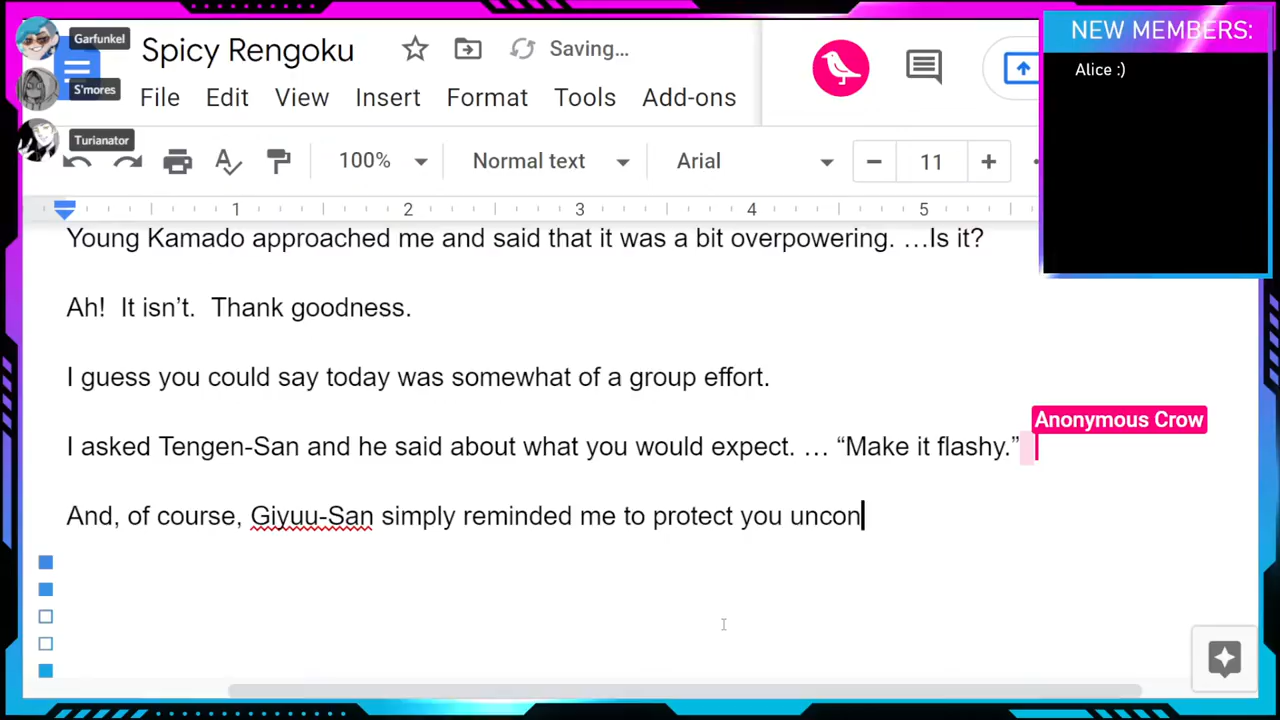 Garfunkel
S'mores
Turianator
Spicy Rengoku
Saving…
File Edit View Insert Format Tools Add-ons
NEW MEMBERS:
Alice :)
100% Normal text Arial 11
1 2 3 4 5
Young Kamado approached me and said that it was a bit overpowering. …Is it?
Ah!  It isn’t.  Thank goodness.
I guess you could say today was somewhat of a group effort.
Anonymous Crow
I asked Tengen-San and he said about what you would expect. … “Make it flashy.”
And, of course, Giyuu-San simply reminded me to protect you uncon